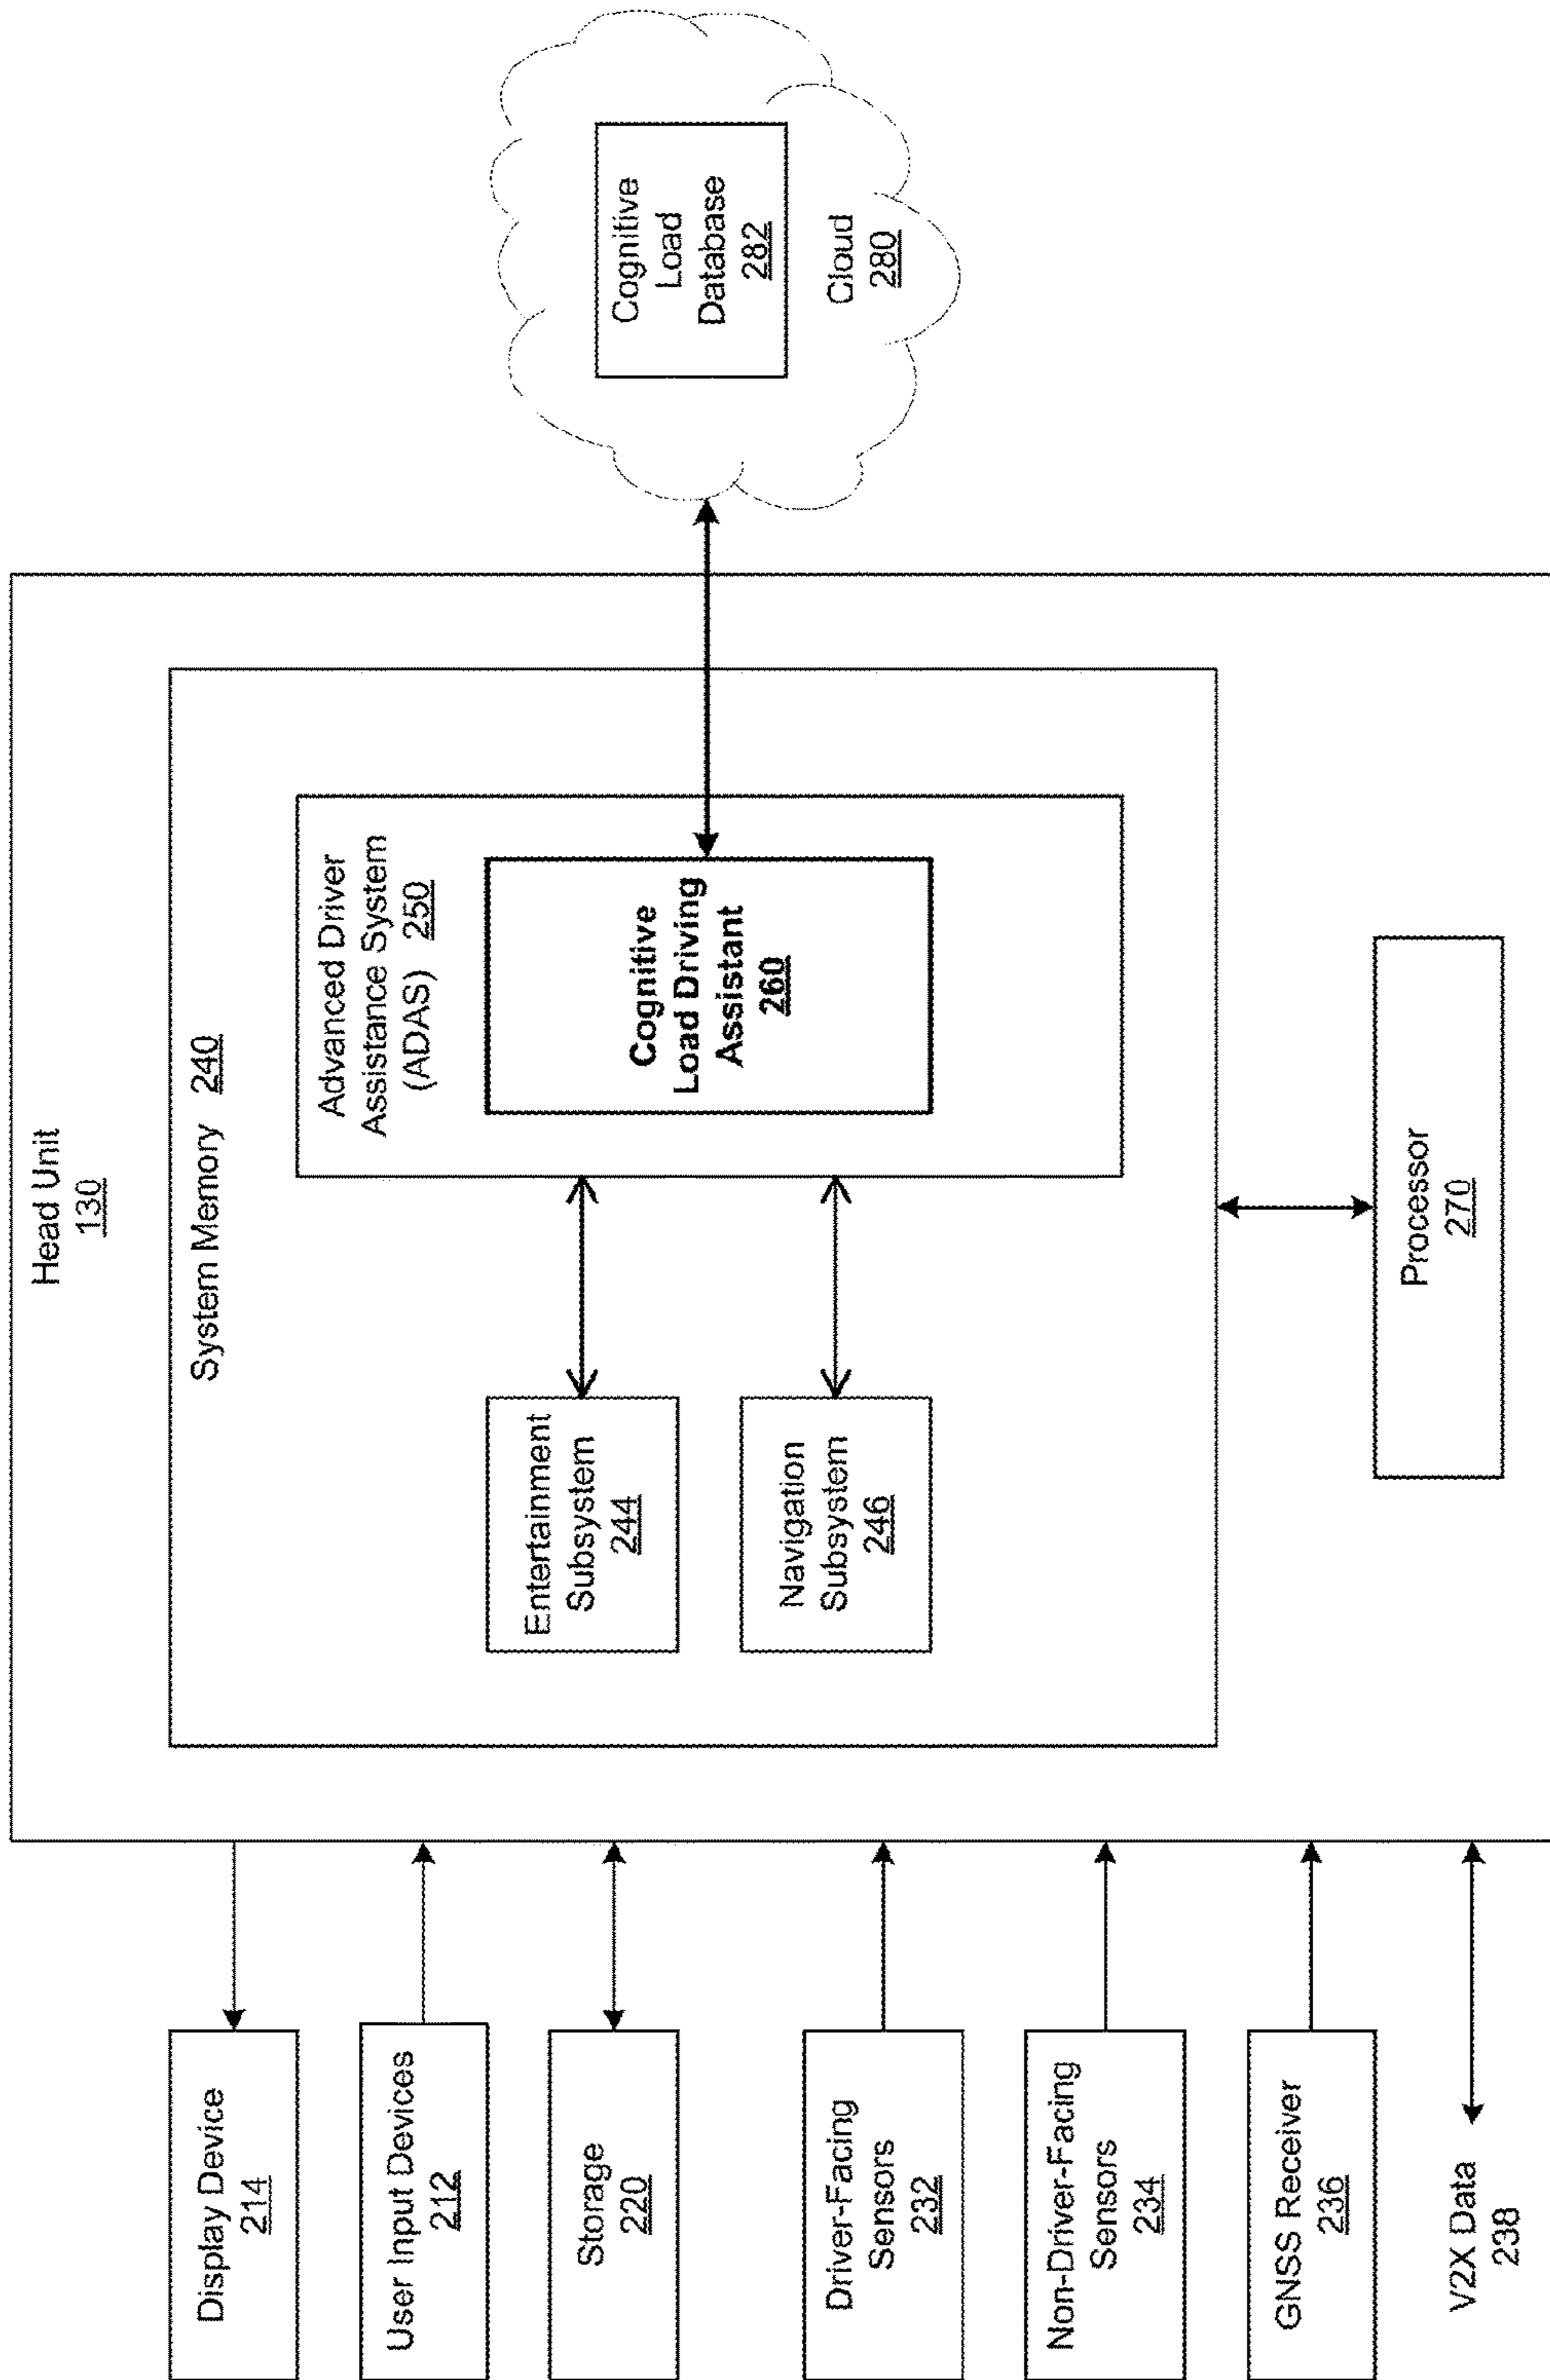 Head Unit
130
System Memory 240
Advanced Driver
Assistance System
(ADAS) 250
Cognitive
Load Driving
Assistant
260
Entertainment
Subsystem
244
Navigation
Subsystem
246
Processor
270
Cognitive
Load
Database
282
Cloud
280
Display Device
214
User Input Devices
212
Storage
220
Driver-Facing
Sensors
232
Non-Driver-Facing
Sensors
234
GNSS Receiver
236
V2X Data
238